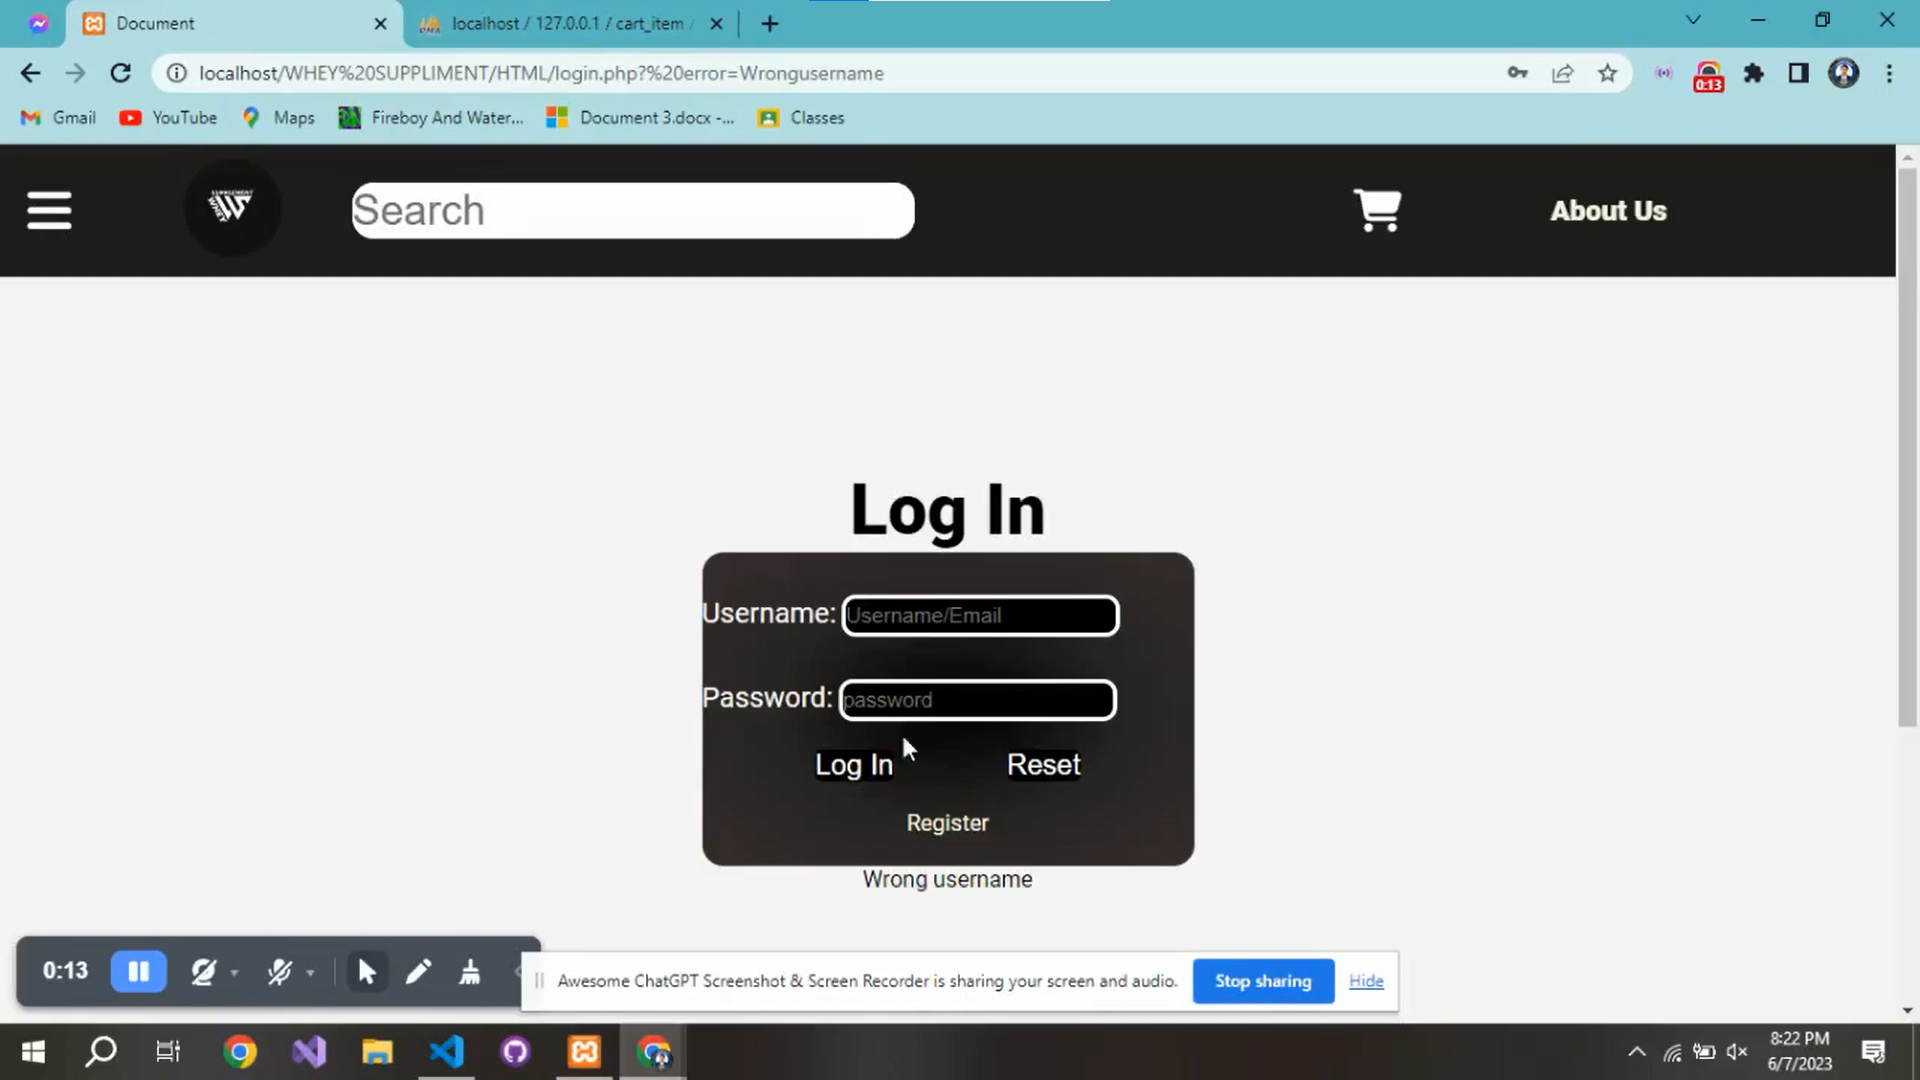 Document
localhost / 127.0.0.1 / cart_item
localhost/WHEY%20SUPPLIMENT/HTML/login.php?%20error=Wrongusername
0:13
Gmail
YouTube
Maps
Fireboy And Water...
Document 3.docx -...
Classes
SUPPLEMENT
WHEY
Search
About Us
Log In
Username:
Username/Email
Password:
password
Log In
Reset
Register
Wrong username
0:13
Awesome ChatGPT Screenshot & Screen Recorder is sharing your screen and audio.
Stop sharing
Hide
8:22 PM
6/7/2023